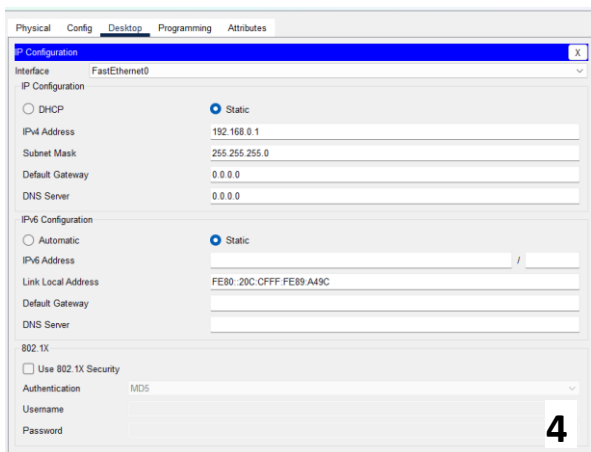 Physical Config Desktop Programming Attributes
IP Configuration X
Interface FastEthernet0
IP Configuration
DHCP Static
IPv4 Address 192.168.0.1
Subnet Mask 255.255.255.0
Default Gateway 0.0.0.0
DNS Server 0.0.0.0
IPv6 Configuration
Automatic Static
IPv6 Address /
Link Local Address FE80::20C:CFFF:FE89:A49C
Default Gateway
DNS Server
802.1X
Use 802.1X Security
Authentication MD5
Username
Password
4